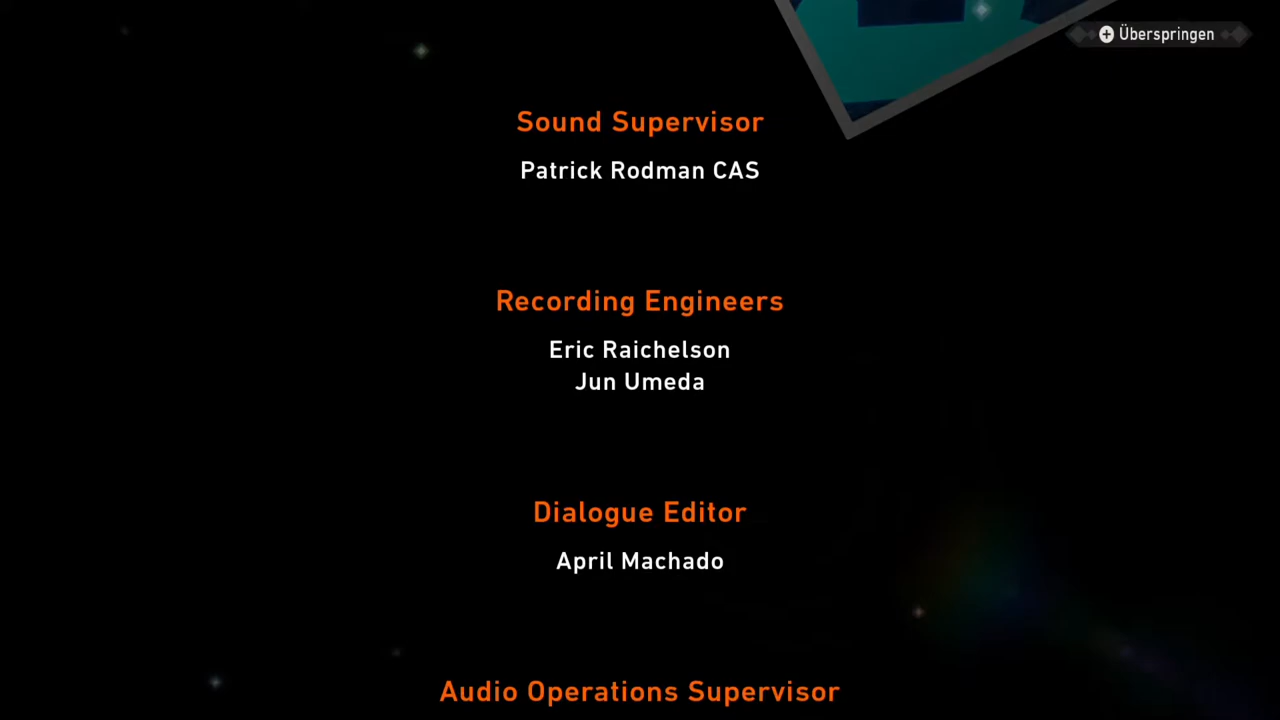 Überspringen
Sound Supervisor
Patrick Rodman CAS
Recording Engineers
Eric Raichelson
Jun Umeda
Dialogue Editor
April Machado
Audio Operations Supervisor